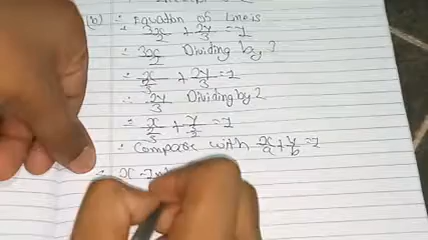 (b) ∴ Equation of line is
∴ 3x/2 + 2y/3 = 1
∴ 3x/2 Dividing by 3
∴ x/(2/3) + 2y/3 = 1
∴ 2y/3 Dividing by 2
∴ x/(2/3) + y/(3/2) = 1
∴ Compare with x/a + y/b = 1
∴ x